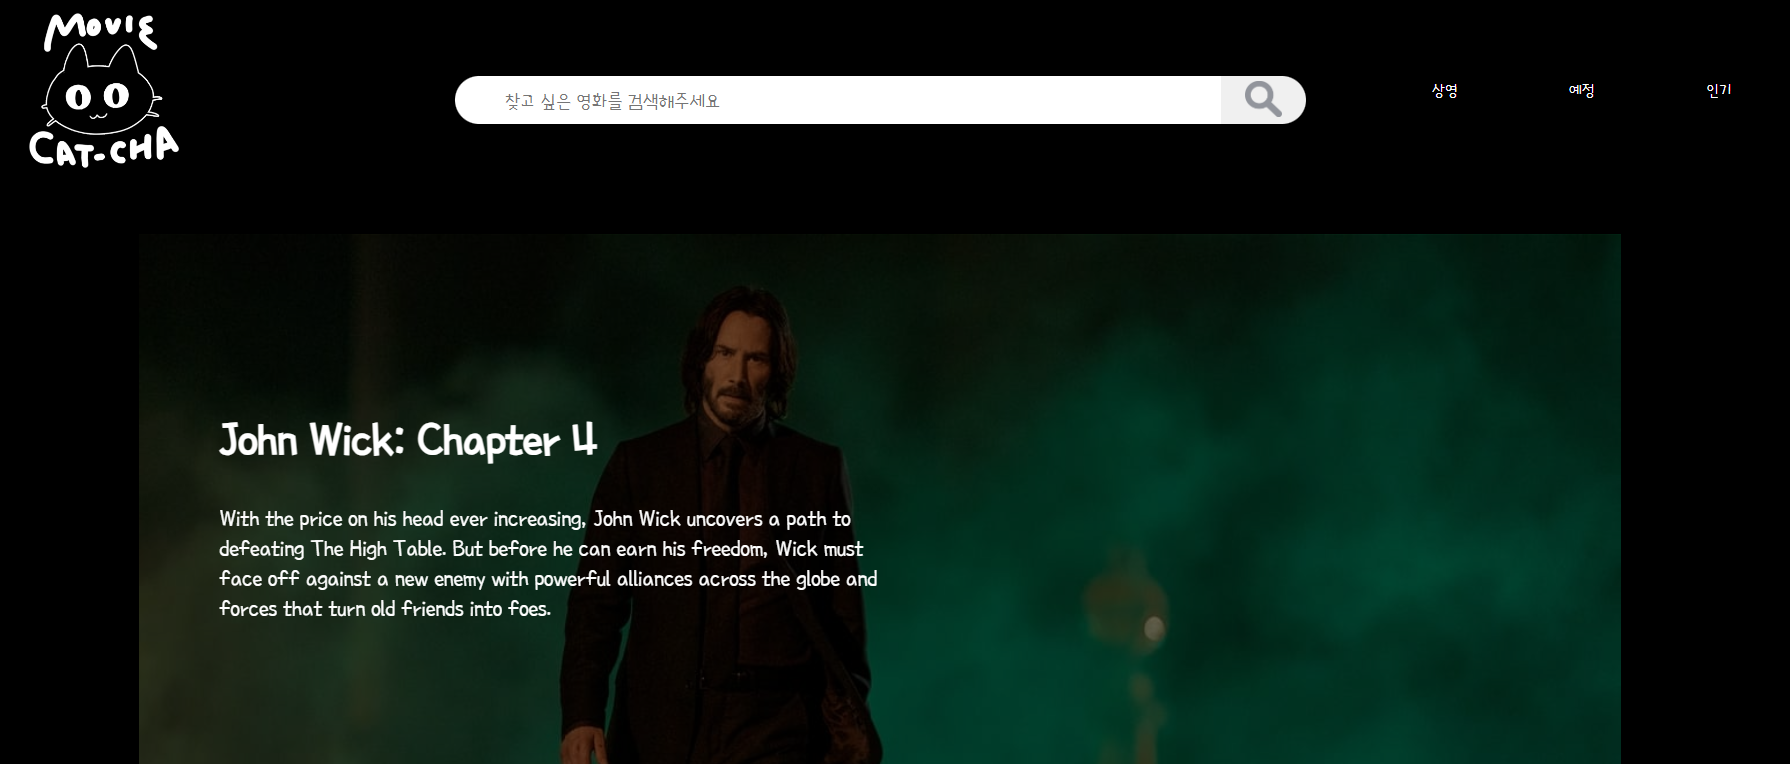 MOVIE
CAT-CHA
찾고 싶은 영화를 검색해주세요
상영
예정
인기
John Wick: Chapter 4
With the price on his head ever increasing, John Wick uncovers a path to
defeating The High Table. But before he can earn his freedom, Wick must
face off against a new enemy with powerful alliances across the globe and
forces that turn old friends into foes.